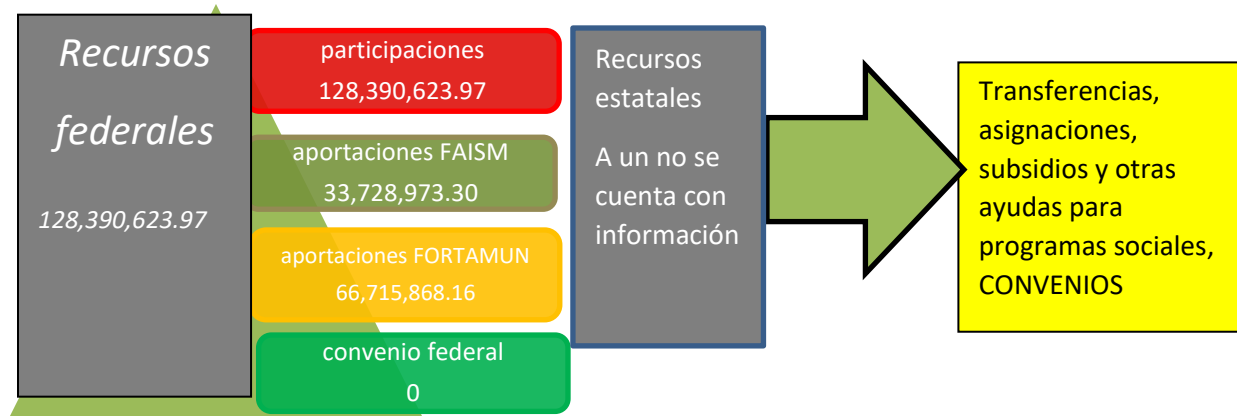 Recursos
federales
128,390,623.97
participaciones
128,390,623.97
aportaciones FAISM
33,728,973.30
aportaciones FORTAMUN
66,715,868.16
convenio federal
0
Recursos
estatales
A un no se
cuenta con
información
Transferencias,
asignaciones,
subsidios y otras
ayudas para
programas sociales,
CONVENIOS